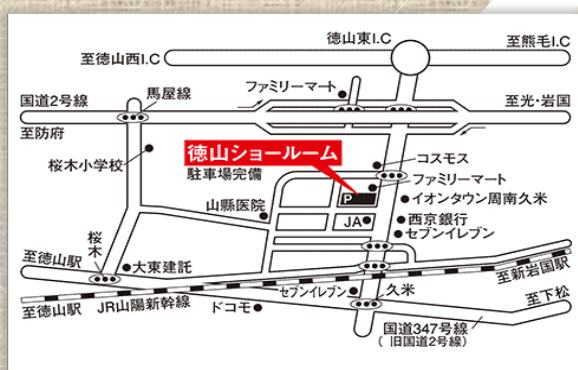 徳山東I.C
至徳山西I.C
至熊毛I.C
ファミリーマート
馬屋線
国道2号線
至光・岩国
至防府
桜木小学校
徳山ショールーム
駐車場完備
コスモス
ファミリーマート
P
イオンタウン周南久米
山縣医院
JA
西京銀行
セブンイレブン
桜木
至徳山駅
大東建託
至新岩国駅
セブンイレブン
久米
至徳山駅
JR山陽新幹線
ドコモ
至下松
国道347号線
(旧国道2号線)